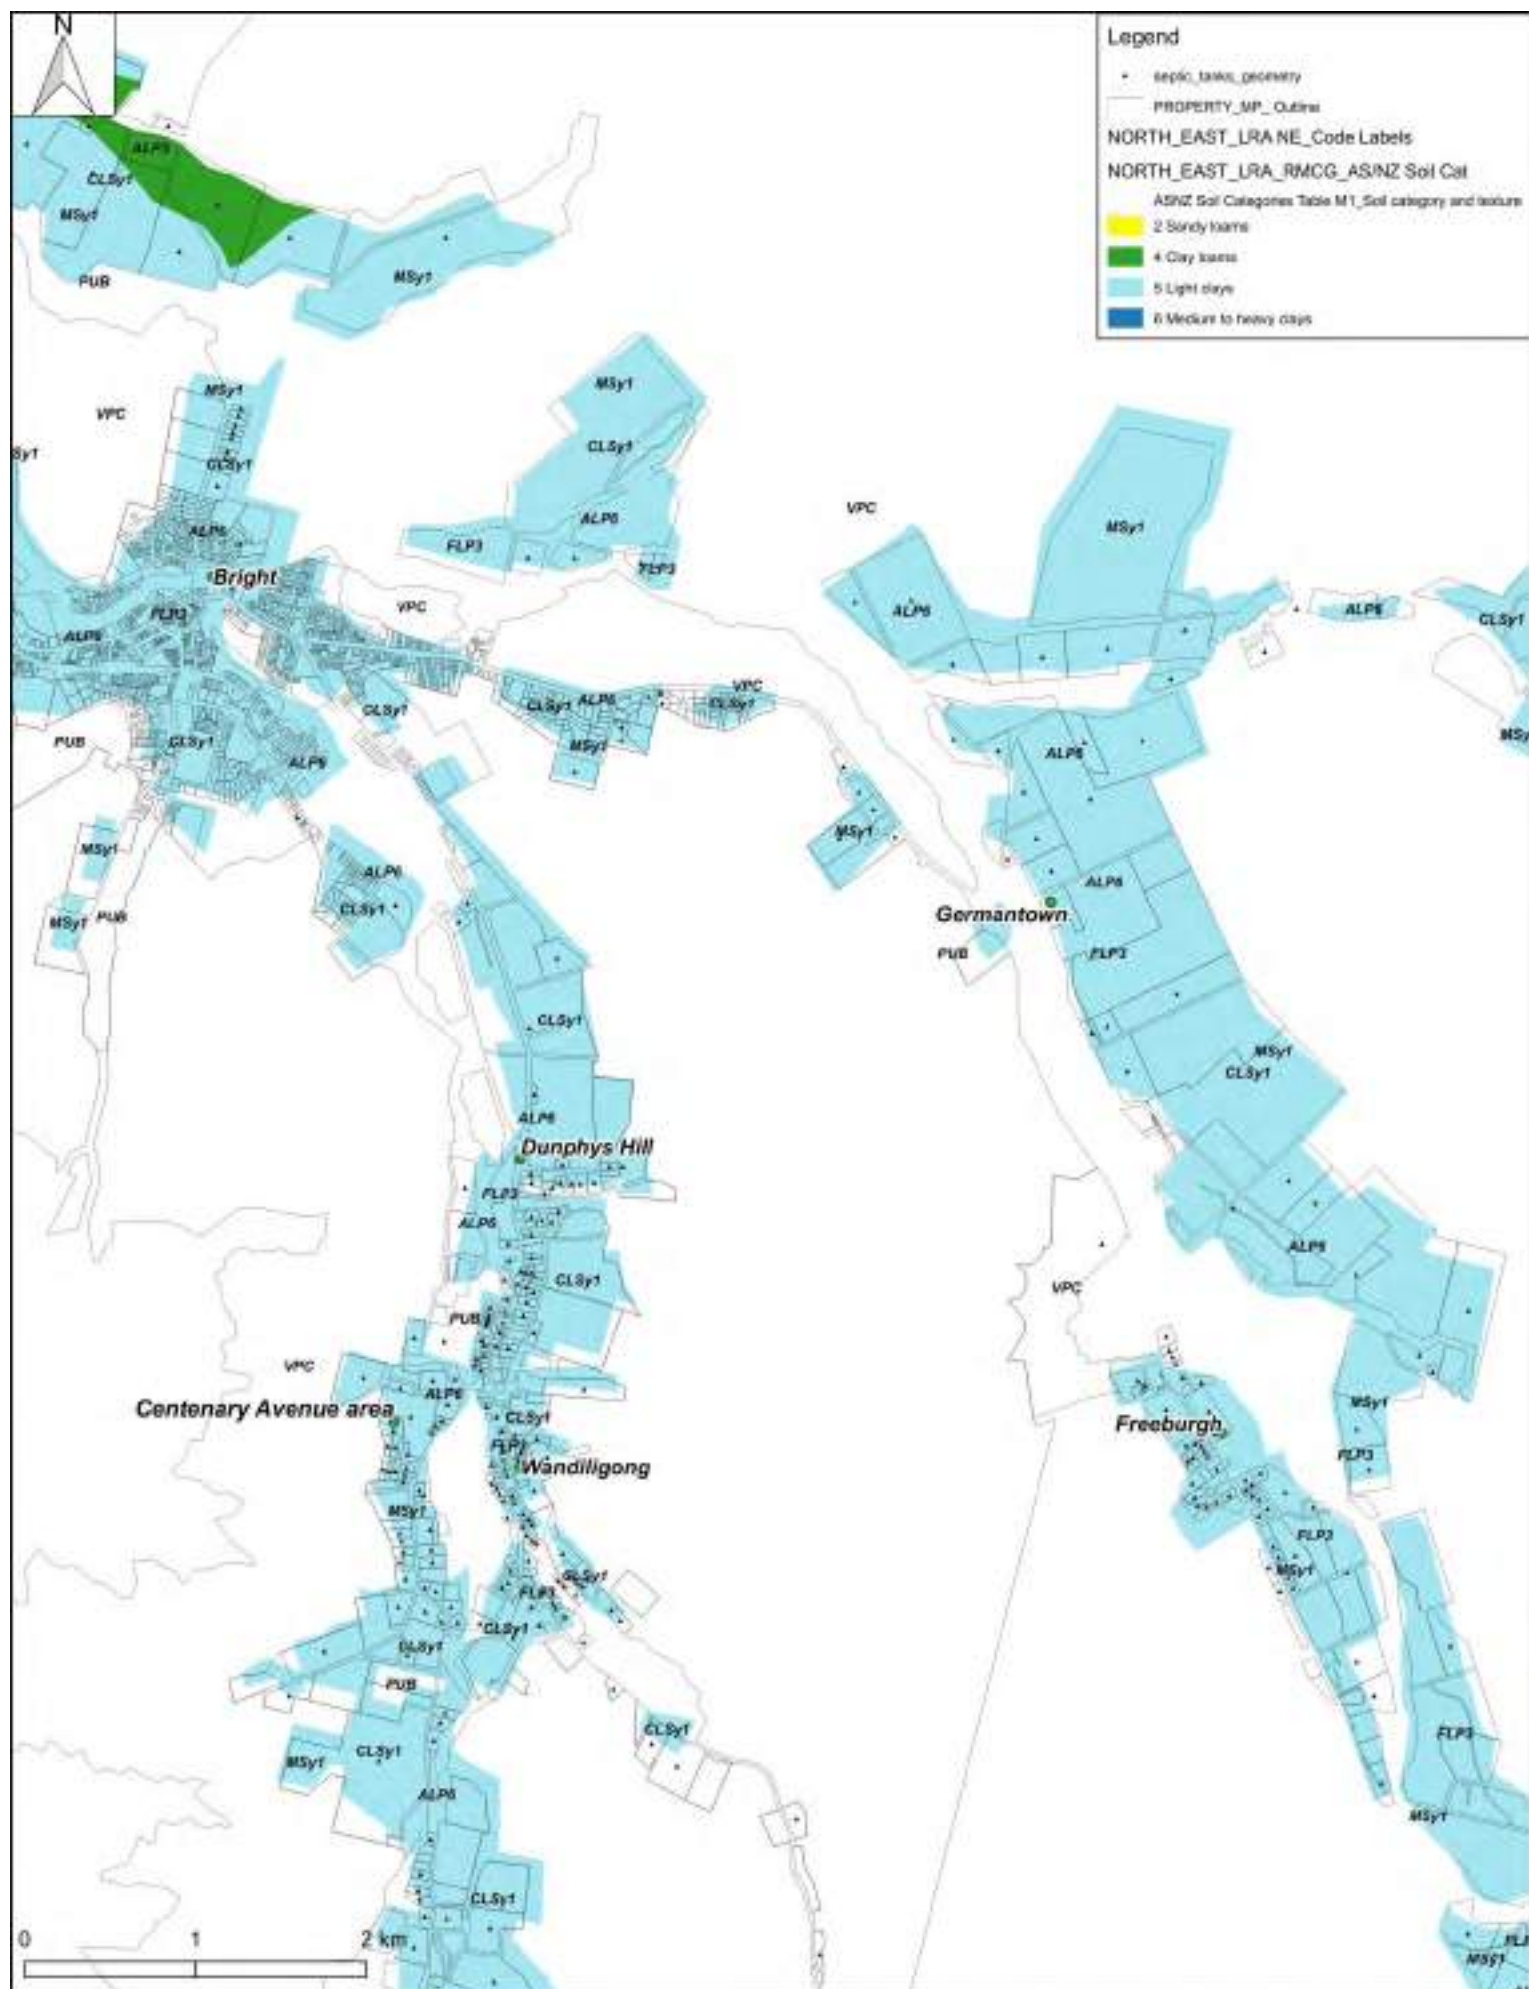 N
Legend
septic_tanks_geometry
PROPERTY_MP_ Outline
NORTH_EAST_LRA NE_Code Labels
NORTH_EAST_LRA_RMCG_AS/NZ Soil Cat
ASNZ Soil Categories Table M1_Soil category and texture
2 Sandy loams
4 Clay loams
5 Light clays
6 Medium to heavy clays
CLSy1
MSy1
PUB
MSy1
MSy1
VPC
Sy1
CLSy1
ALP6
Bright
FLP3
ALP6
VPC
MSy1
CLSy1
ALP6
FLP3
FLP3
VPC
MSy1
ALP6
ALP6
CLSy1
CLSy1
CLSy1
ALP6
VPC
CLSy1
MSy1
PUB
CLSy1
ALP6
ALP6
MSy1
MSy1
ALP6
MSy1
PUB
CLSy1
ALP6
Germantown
PUB
FLP3
CLSy1
MSy1
CLSy1
ALP6
Dunphys Hill
FLP3
ALP6
CLSy1
ALP6
VPC
PUB
VPC
ALP6
Centenary Avenue area
CLSy1
Wandiligong
MSy1
Freeburgh
MSy1
FLP3
FLP3
MSy1
CLSy1
FLP3
CLSy1
CLSy1
PUB
CLSy1
MSy1
CLSy1
ALP6
FLP3
MSy1
CLSy1
MSy1
0 1 2 km